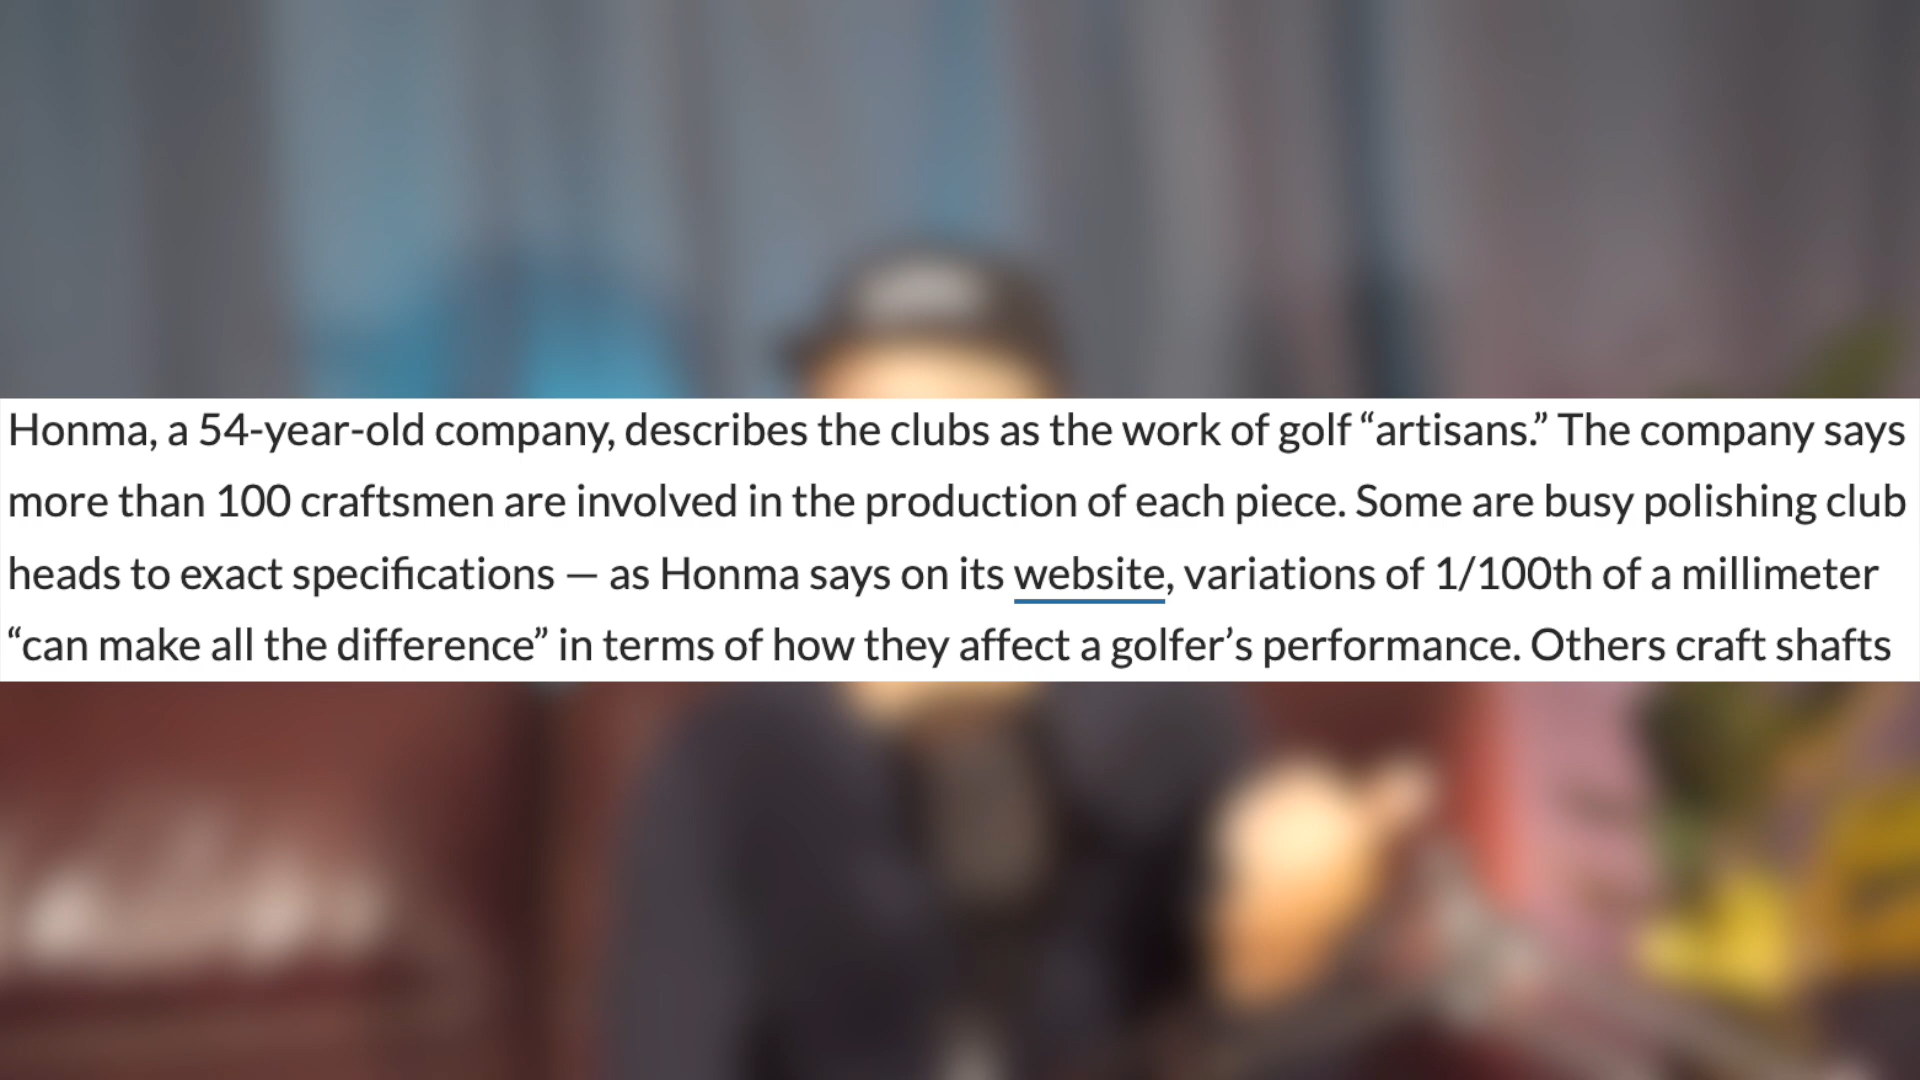 Honma, a 54-year-old company, describes the clubs as the work of golf “artisans.” The company says
more than 100 craftsmen are involved in the production of each piece. Some are busy polishing club
heads to exact specifications — as Honma says on its website, variations of 1/100th of a millimeter
“can make all the difference” in terms of how they affect a golfer’s performance. Others craft shafts